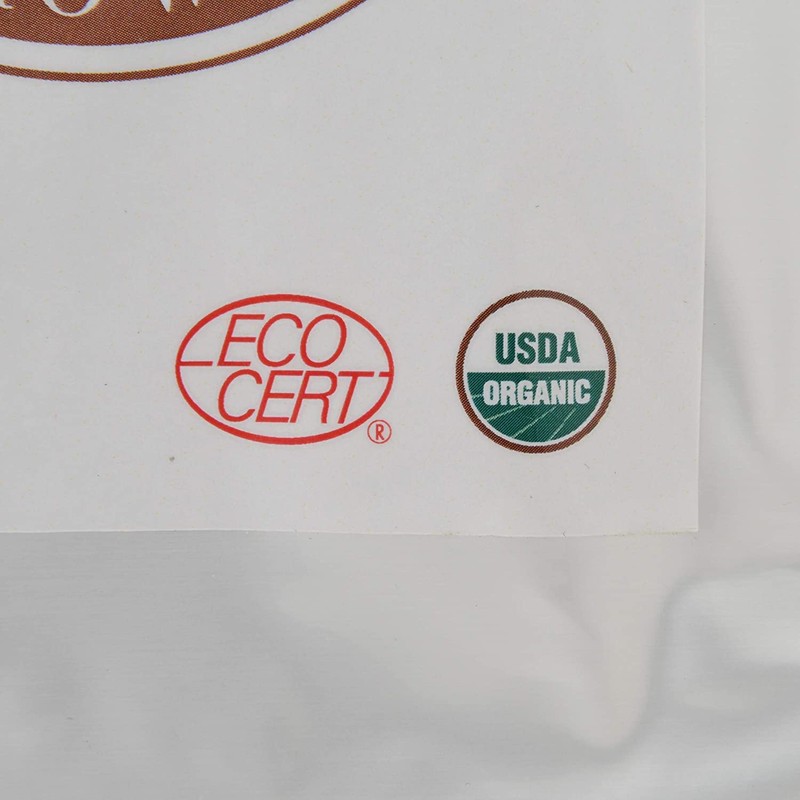 ECO
CERT
®
USDA
ORGANIC